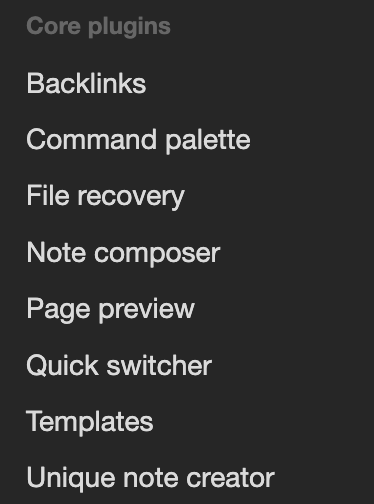 Core plugins
Backlinks
Command palette
File recovery
Note composer
Page preview
Quick switcher
Templates
Unique note creator